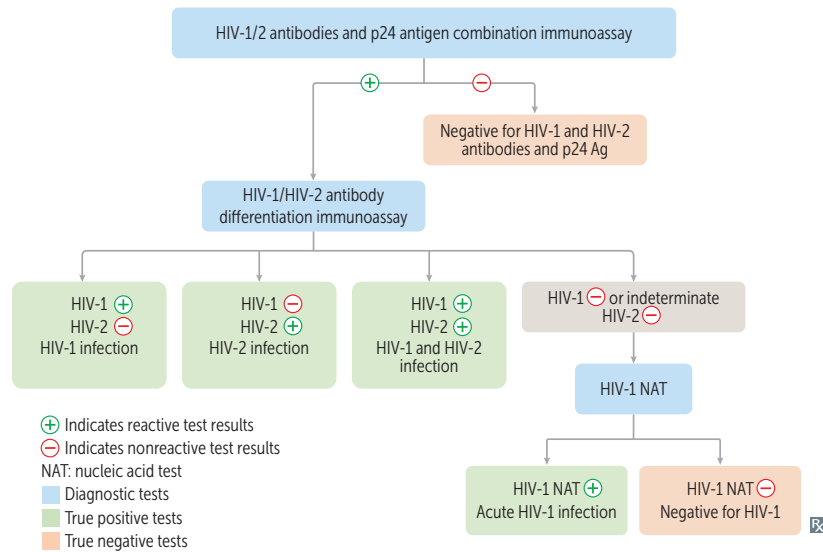 HIV-1/2 antibodies and p24 antigen combination immunoassay
+
−
Negative for HIV-1 and HIV-2
antibodies and p24 Ag
HIV-1/HIV-2 antibody
differentiation immunoassay
HIV-1 +
HIV-2 −
HIV-1 infection
HIV-1 −
HIV-2 +
HIV-2 infection
HIV-1 +
HIV-2 +
HIV-1 and HIV-2
infection
HIV-1 − or indeterminate
HIV-2 −
HIV-1 NAT
HIV-1 NAT +
Acute HIV-1 infection
HIV-1 NAT −
Negative for HIV-1
+ Indicates reactive test results
− Indicates nonreactive test results
NAT: nucleic acid test
Diagnostic tests
True positive tests
True negative tests
℞